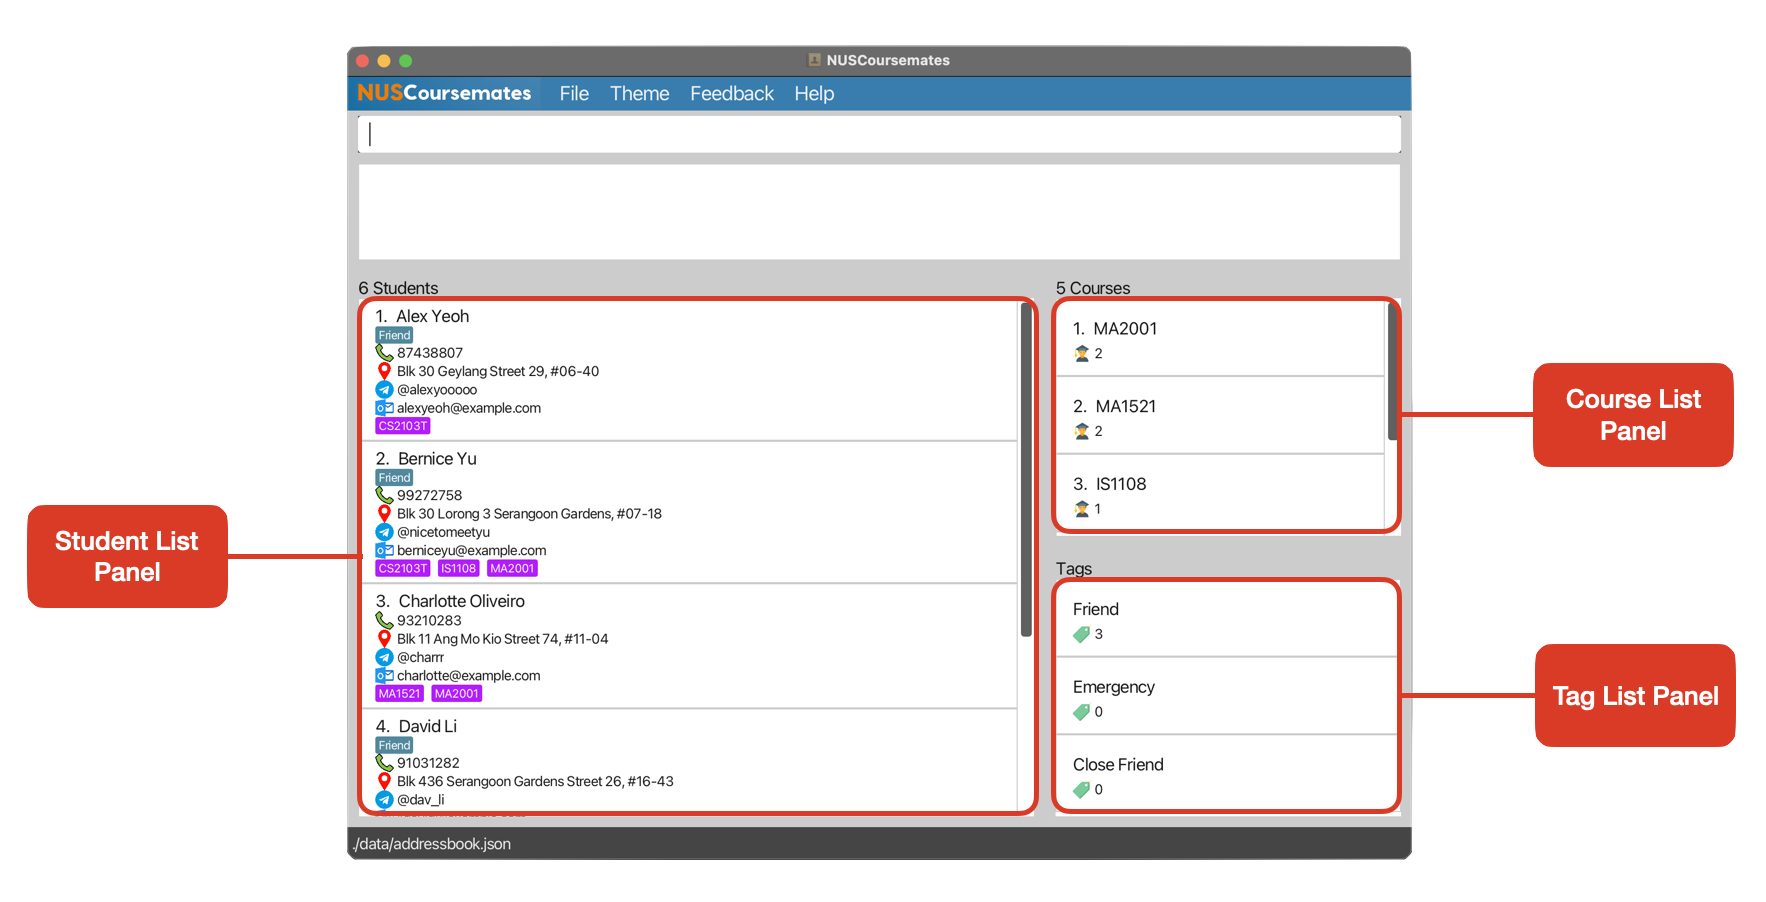 NUSCoursemates
NUSCoursemates File Theme Feedback Help
6 Students
1. Alex Yeoh
Friend
87438807
Blk 30 Geylang Street 29, #06-40
@alexyooooo
alexyeoh@example.com
CS2103T
2. Bernice Yu
Friend
99272758
Blk 30 Lorong 3 Serangoon Gardens, #07-18
@nicetomeetyu
berniceyu@example.com
CS2103T IS1108 MA2001
3. Charlotte Oliveiro
93210283
Blk 11 Ang Mo Kio Street 74, #11-04
@charrr
charlotte@example.com
MA1521 MA2001
4. David Li
Friend
91031282
Blk 436 Serangoon Gardens Street 26, #16-43
@dav_li
5 Courses
1. MA2001
2
2. MA1521
2
3. IS1108
1
Tags
Friend
3
Emergency
0
Close Friend
0
./data/addressbook.json
Student List
Panel
Course List
Panel
Tag List Panel